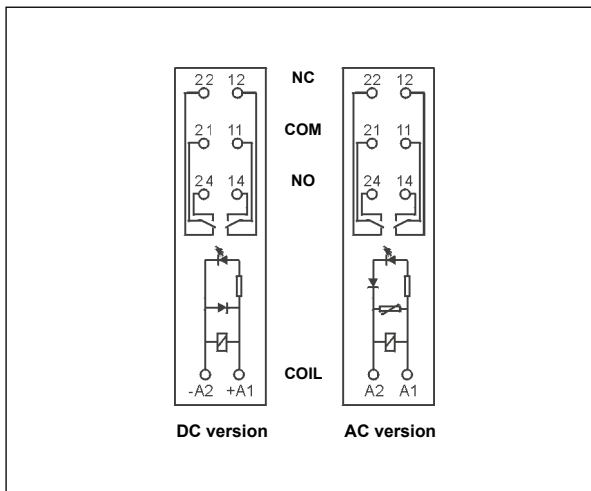 22 12 NC 22 12
21 11 COM 21 11
24 14 NO 24 14
-A2 +A1 COIL A2 A1
DC version AC version